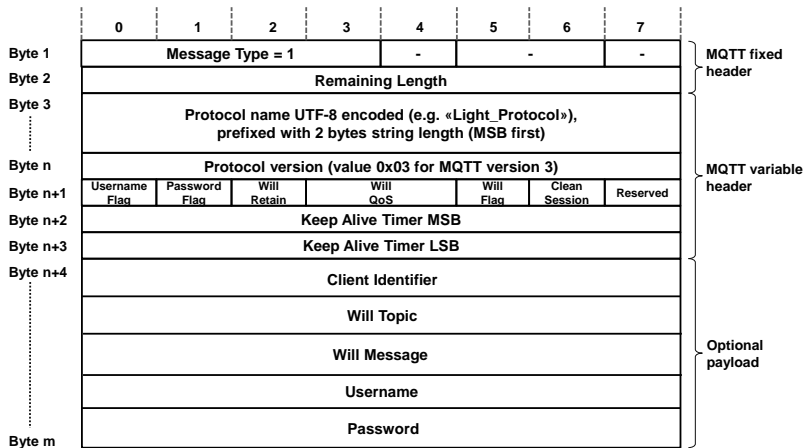 0 1 2 3 4 5 6 7
Byte 1 Message Type = 1 - - - MQTT fixed
header
Byte 2 Remaining Length
Byte 3 Protocol name UTF-8 encoded (e.g. «Light_Protocol»),
prefixed with 2 bytes string length (MSB first)
Byte n Protocol version (value 0x03 for MQTT version 3)
MQTT variable
header
Byte n+1 Username
Flag Password
Flag Will
Retain Will
QoS Will
Flag Clean
Session Reserved
Byte n+2 Keep Alive Timer MSB
Byte n+3 Keep Alive Timer LSB
Byte n+4 Client Identifier
Will Topic
Will Message
Optional
payload
Username
Password
Byte m